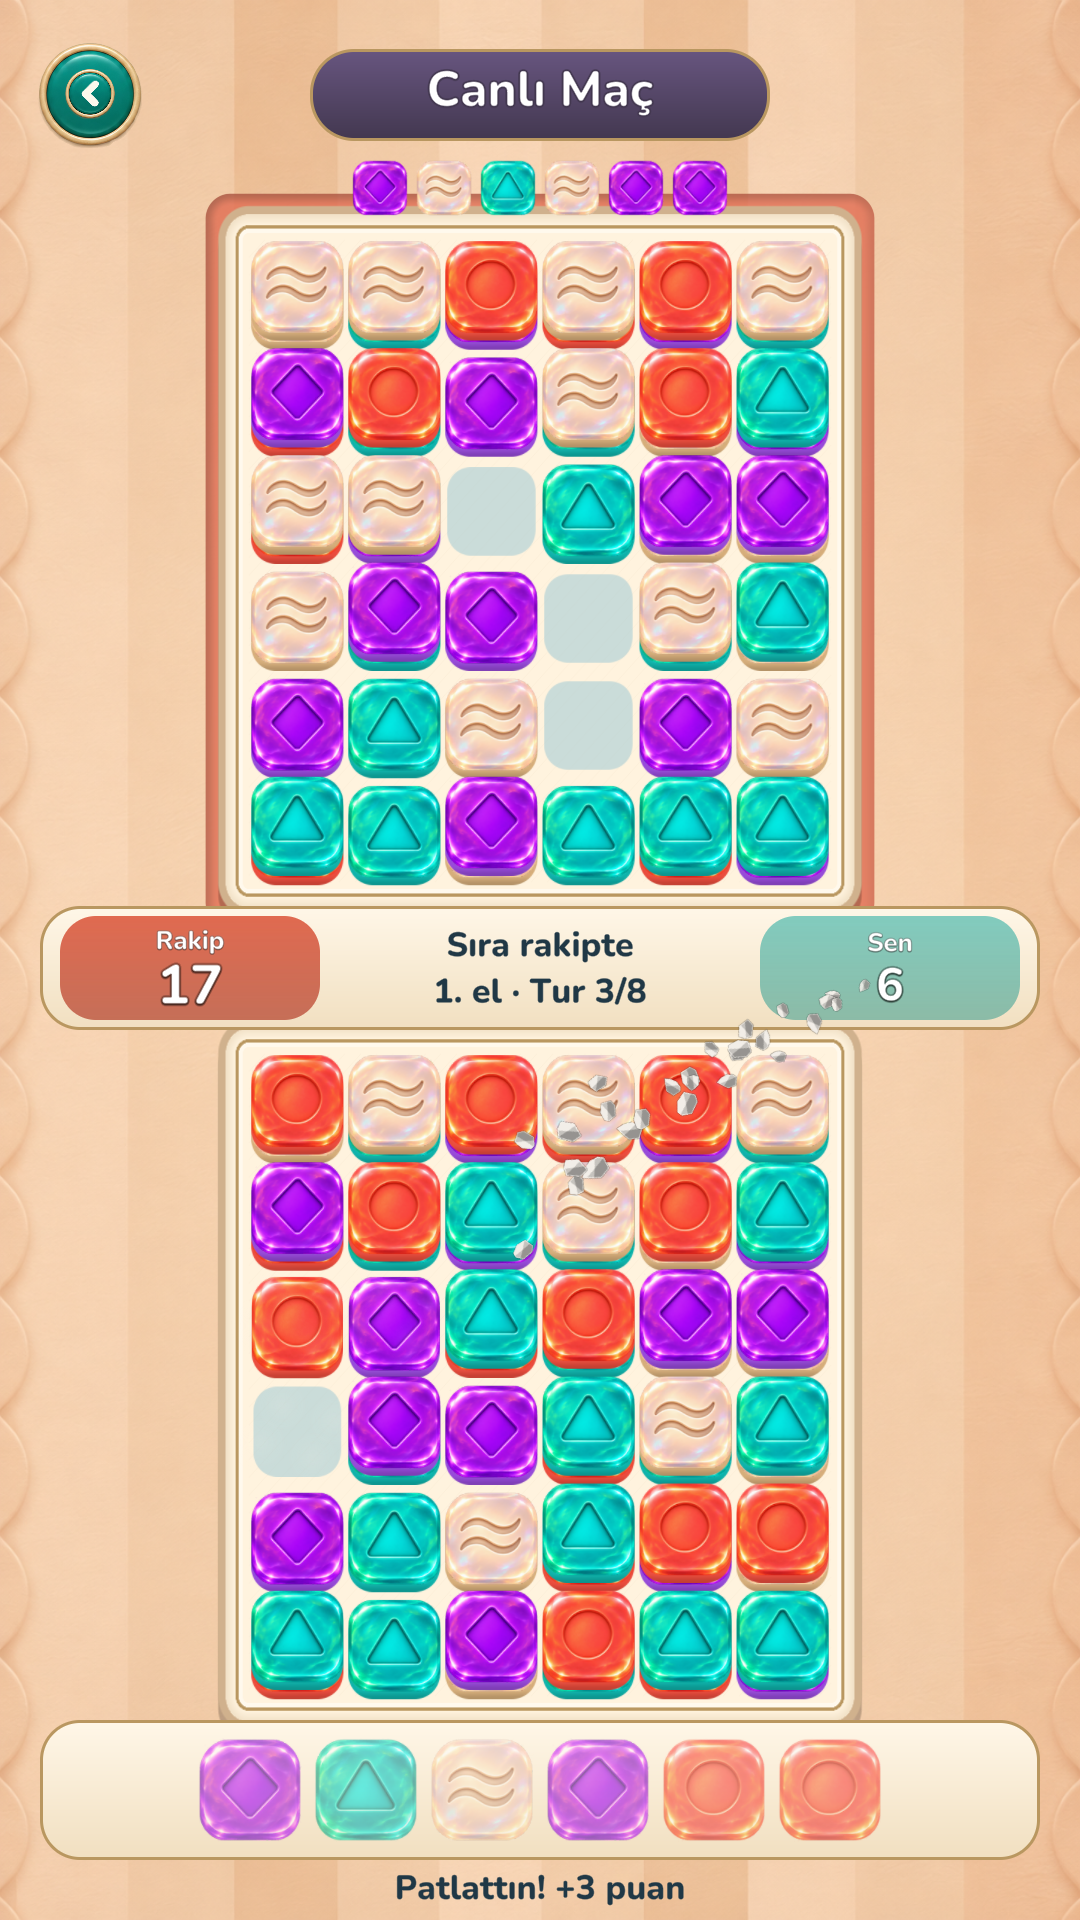 Canlı Maç
Rakip
17
Sıra rakipte
1. el · Tur 3/8
Sen
6
Patlattın! +3 puan